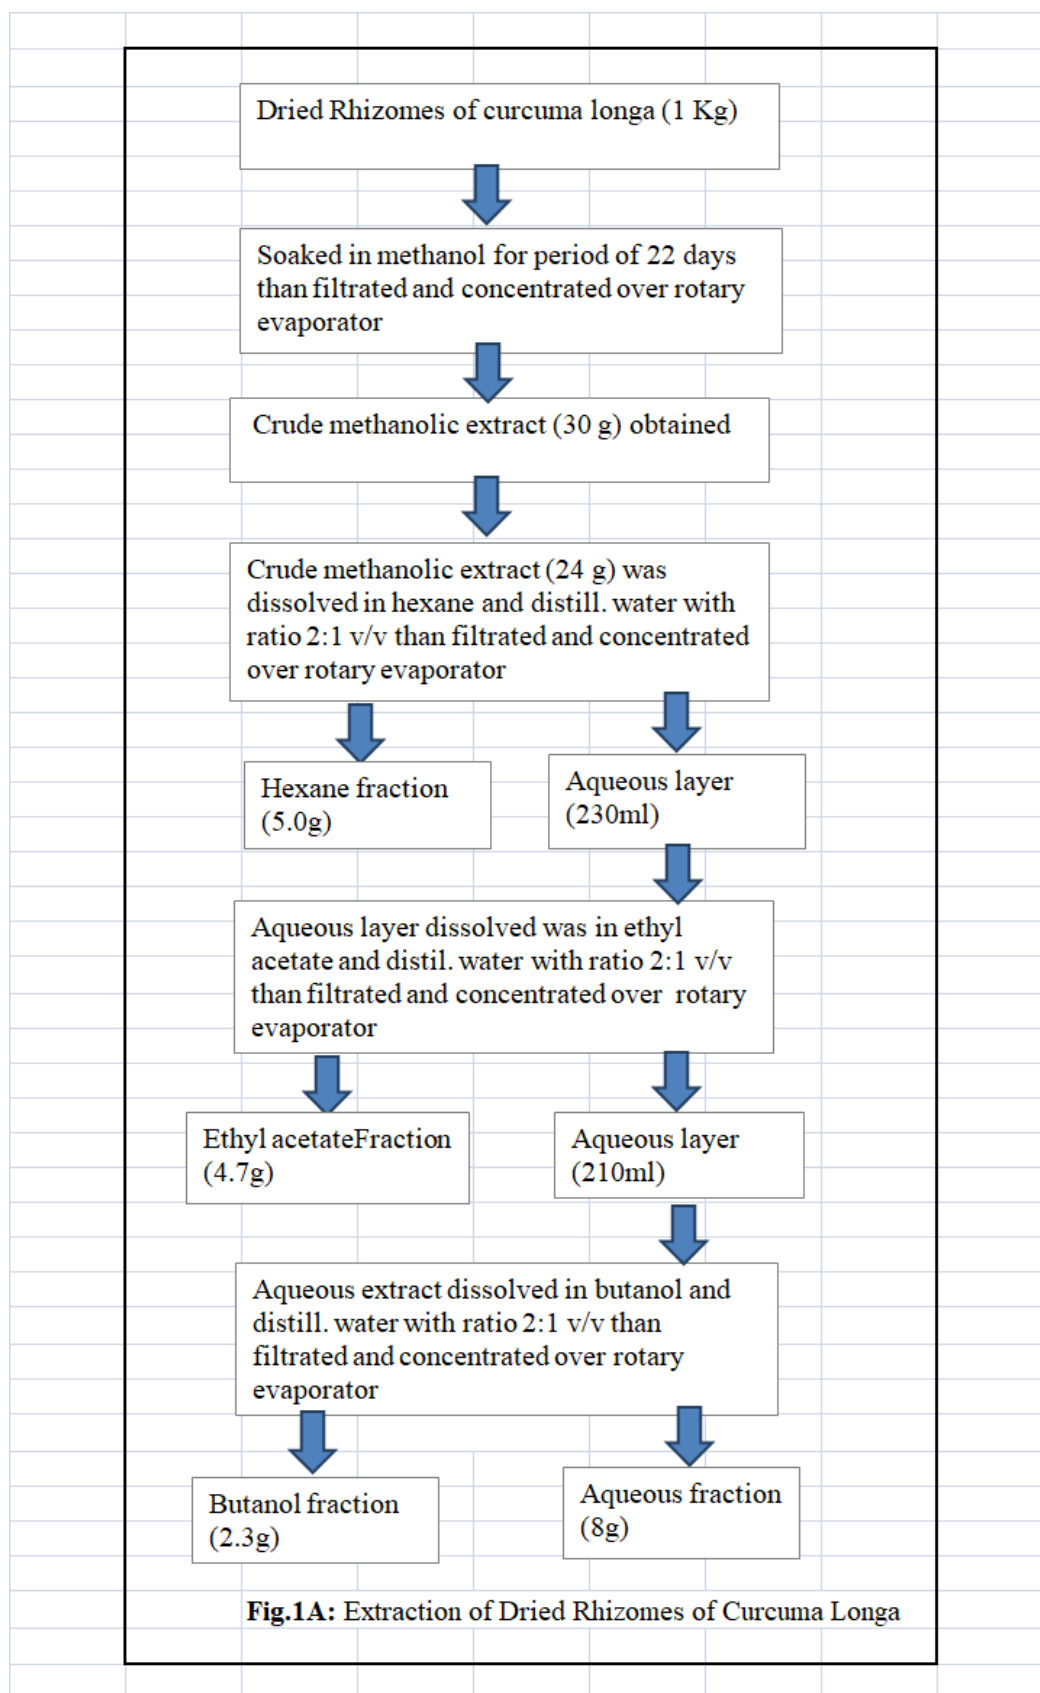 Dried Rhizomes of curcuma longa (1 Kg)
Soaked in methanol for period of 22 days
than filtrated and concentrated over rotary
evaporator
Crude methanolic extract (30 g) obtained
Crude methanolic extract (24 g) was
dissolved in hexane and distill. water with
ratio 2:1 v/v than filtrated and concentrated
over rotary evaporator
Hexane fraction
(5.0g)
Aqueous layer
(230ml)
Aqueous layer dissolved was in ethyl
acetate and distil. water with ratio 2:1 v/v
than filtrated and concentrated over rotary
evaporator
Ethyl acetateFraction
(4.7g)
Aqueous layer
(210ml)
Aqueous extract dissolved in butanol and
distill. water with ratio 2:1 v/v than
filtrated and concentrated over rotary
evaporator
Butanol fraction
(2.3g)
Aqueous fraction
(8g)
Fig.1A: Extraction of Dried Rhizomes of Curcuma Longa